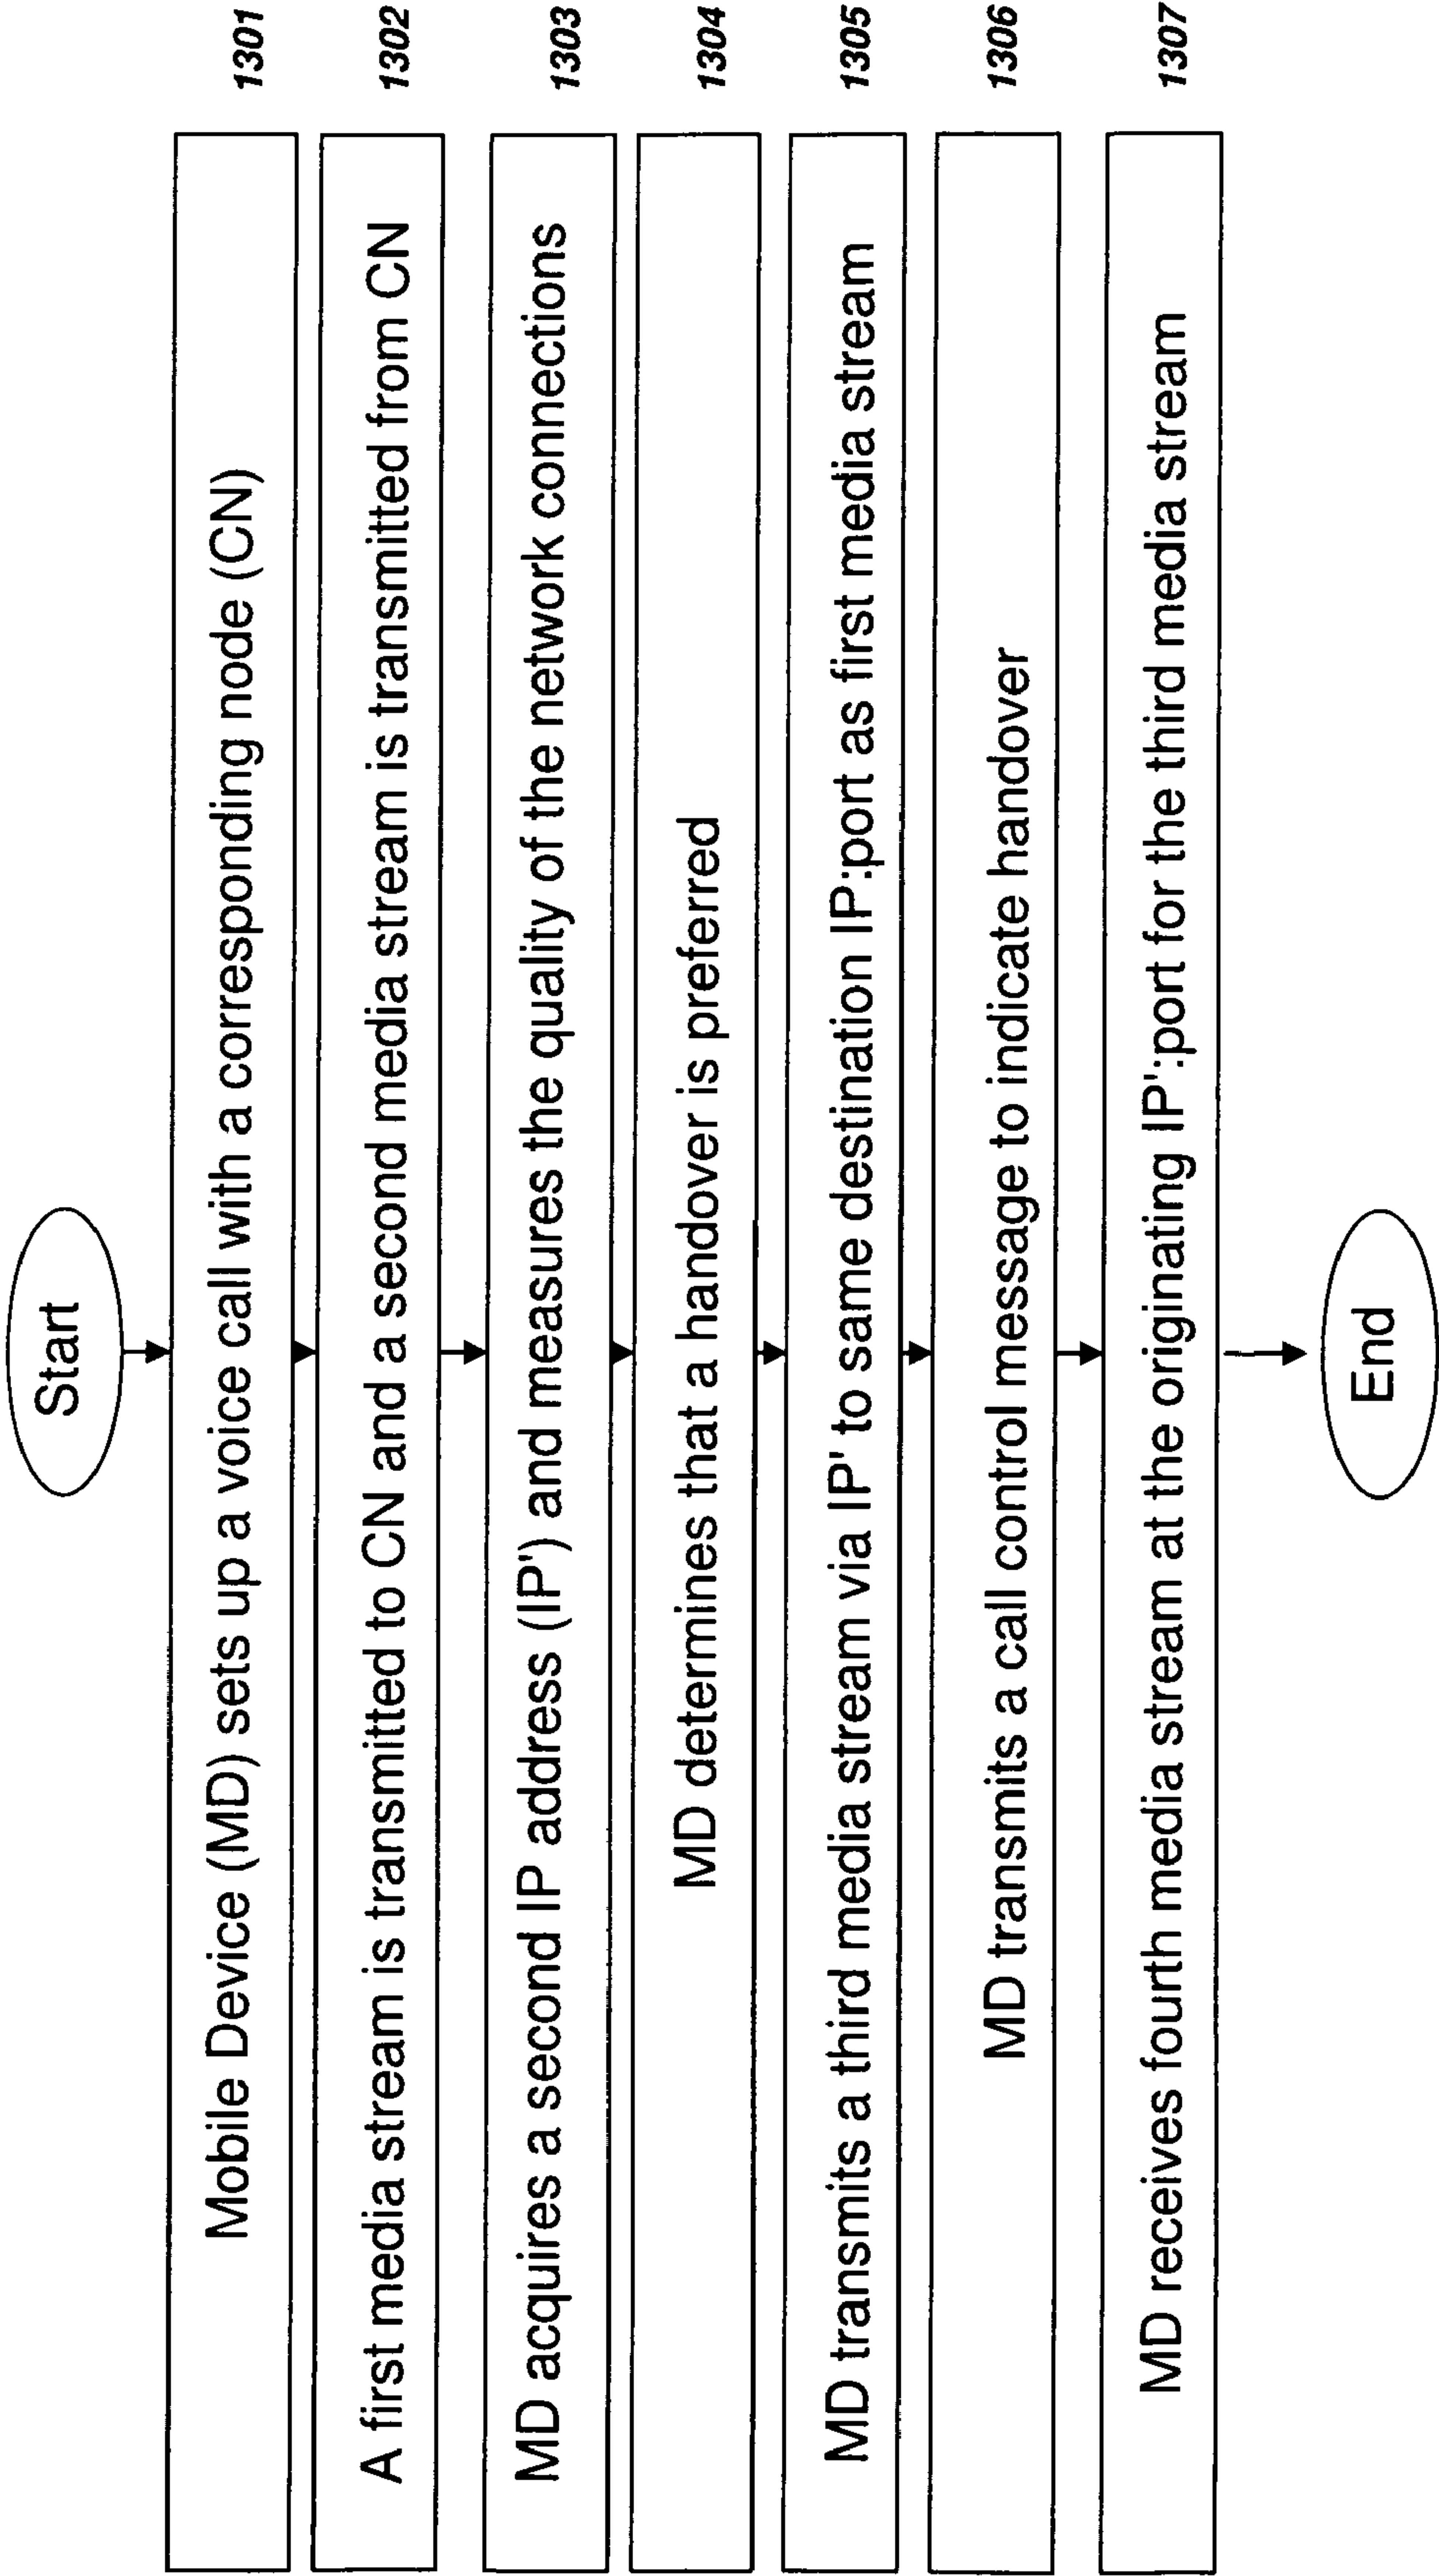 Start
Mobile Device (MD) sets up a voice call with a corresponding node (CN)
1301
A first media stream is transmitted to CN and a second media stream is transmitted from CN
1302
MD acquires a second IP address (IP') and measures the quality of the network connections
1303
MD determines that a handover is preferred
1304
MD transmits a third media stream via IP' to same destination IP:port as first media stream
1305
MD transmits a call control message to indicate handover
1306
MD receives fourth media stream at the originating IP':port for the third media stream
1307
End